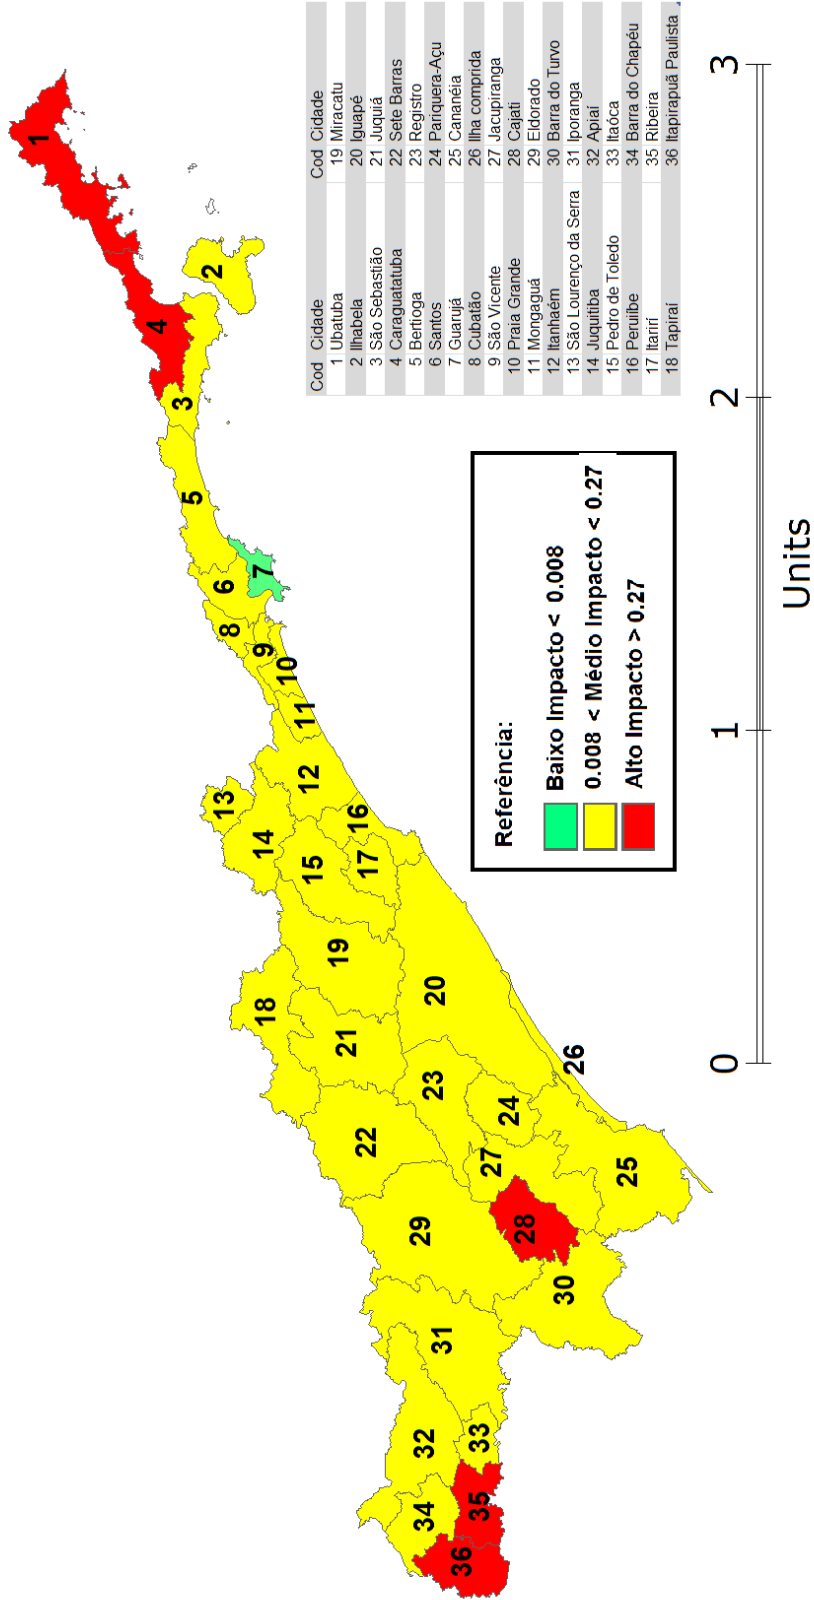 1
4
2
3
5
7
6
8
9
10
11
12
13
14
16
15
17
19
18
20
21
26
23
24
22
27
25
28
29
30
31
32
33
34
35
36
Cod Cidade Cod Cidade
1 Ubatuba 19 Miracatu
2 Ilhabela 20 Iguapé
3 São Sebastião 21 Juquiá
4 Caraguatatuba 22 Sete Barras
5 Bertioga 23 Registro
6 Santos 24 Pariquera-Açu
7 Guarujá 25 Cananéia
8 Cubatão 26 Ilha comprida
9 São Vicente 27 Jacupiranga
10 Praia Grande 28 Cajati
11 Mongaguá 29 Eldorado
12 Itanhaém 30 Barra do Turvo
13 São Lourenço da Serra 31 Iporanga
14 Juquitiba 32 Apiaí
15 Pedro de Toledo 33 Itaóca
16 Peruíbe 34 Barra do Chapéu
17 Itarirí 35 Ribeira
18 Tapiraí 36 Itapirapuã Paulista
Referência:
Baixo Impacto < 0.008
0.008 < Médio Impacto < 0.27
Alto Impacto > 0.27
0 1 2 3
Units